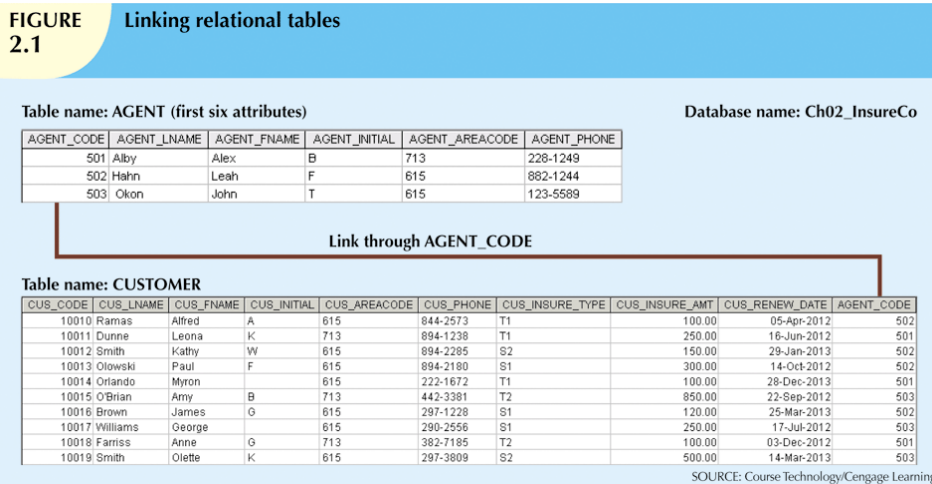 FIGURE Linking relational tables
2.1
Table name: AGENT (first six attributes) Database name: Ch02_InsureCo
AGENT_CODE AGENT_LNAME AGENT_FNAME AGENT_INITIAL AGENT_AREACODE AGENT_PHONE
501 Alby Alex B 713 228-1249
502 Hahn Leah F 615 882-1244
503 Okon John T 615 123-5589
Link through AGENT_CODE
Table name: CUSTOMER
CUS_CODE CUS_LNAME CUS_FNAME CUS_INITIAL CUS_AREACODE CUS_PHONE CUS_INSURE_TYPE CUS_INSURE_AMT CUS_RENEW_DATE AGENT_CODE
10010 Ramas Alfred A 615 844-2573 T1 100.00 05-Apr-2012 502
10011 Dunne Leona K 713 894-1238 T1 250.00 16-Jun-2012 501
10012 Smith Kathy W 615 894-2285 S2 150.00 29-Jan-2013 502
10013 Olowski Paul F 615 894-2180 S1 300.00 14-Oct-2012 502
10014 Orlando Myron 615 222-1672 T1 100.00 28-Dec-2013 501
10015 O'Brian Amy B 713 442-3381 T2 850.00 22-Sep-2013 503
10016 Brown James G 615 297-1228 S1 120.00 25-Mar-2013 502
10017 Williams George 615 290-2556 S1 250.00 17-Jul-2012 503
10018 Farriss Anne G 713 382-7185 T2 100.00 03-Dec-2012 501
10019 Smith Olette K 615 297-3809 S2 500.00 14-Mar-2013 503
SOURCE: Course Technology/Cengage Learning